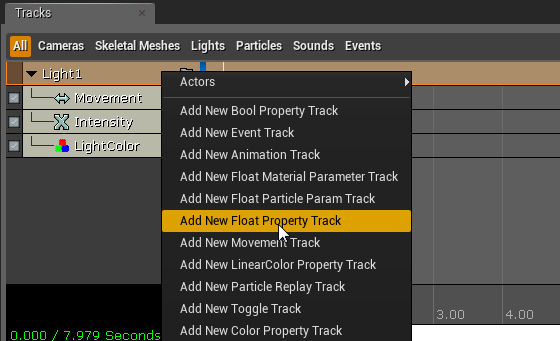 Tracks
All Cameras Skeletal Meshes Lights Particles Sounds Events
Light1
Movement
Intensity
LightColor
Actors
Add New Bool Property Track
Add New Event Track
Add New Animation Track
Add New Float Material Parameter Track
Add New Float Particle Param Track
Add New Float Property Track
Add New Movement Track
Add New LinearColor Property Track
Add New Particle Replay Track
Add New Toggle Track
Add New Color Property Track
3.00 4.00
0.000 / 7.979 Seconds